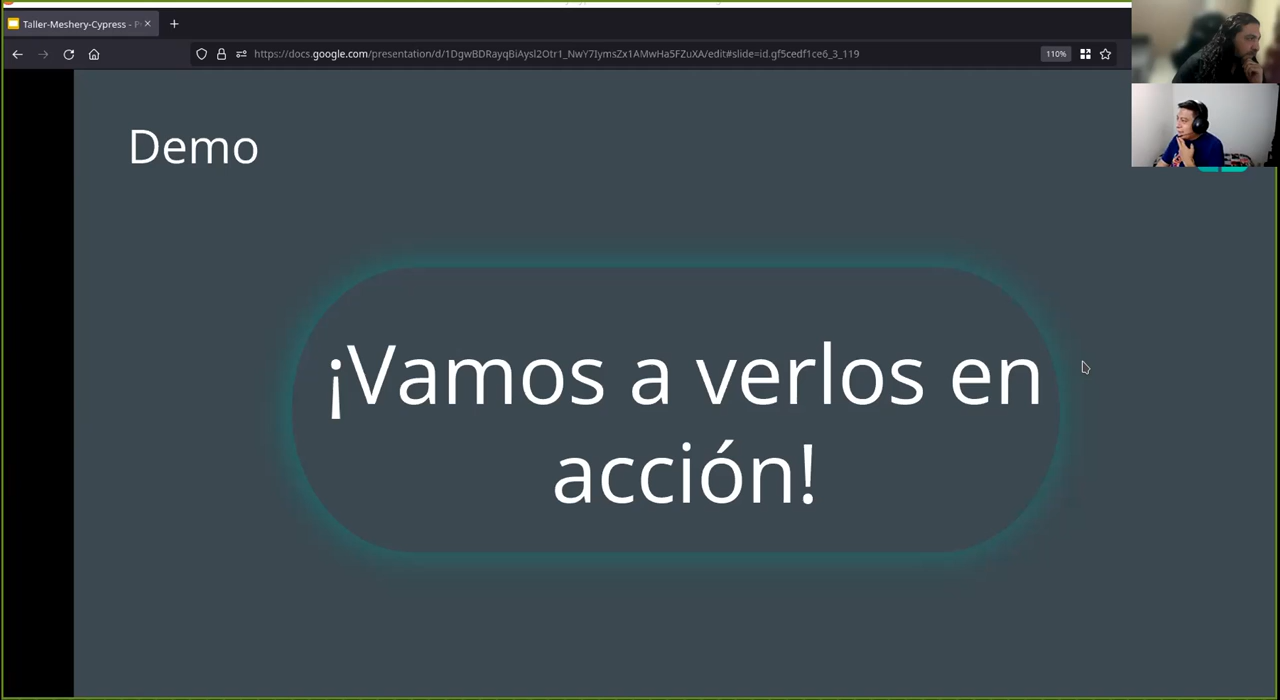 Taller-Meshery-Cypress - P
https://docs.google.com/presentation/d/1DgwBDRayqBiAysl2Otr1_NwY7IymsZx1AMwHa5FZuXA/edit#slide=id.gf5cedf1ce6_3_119
110%
Demo
¡Vamos a verlos en
acción!